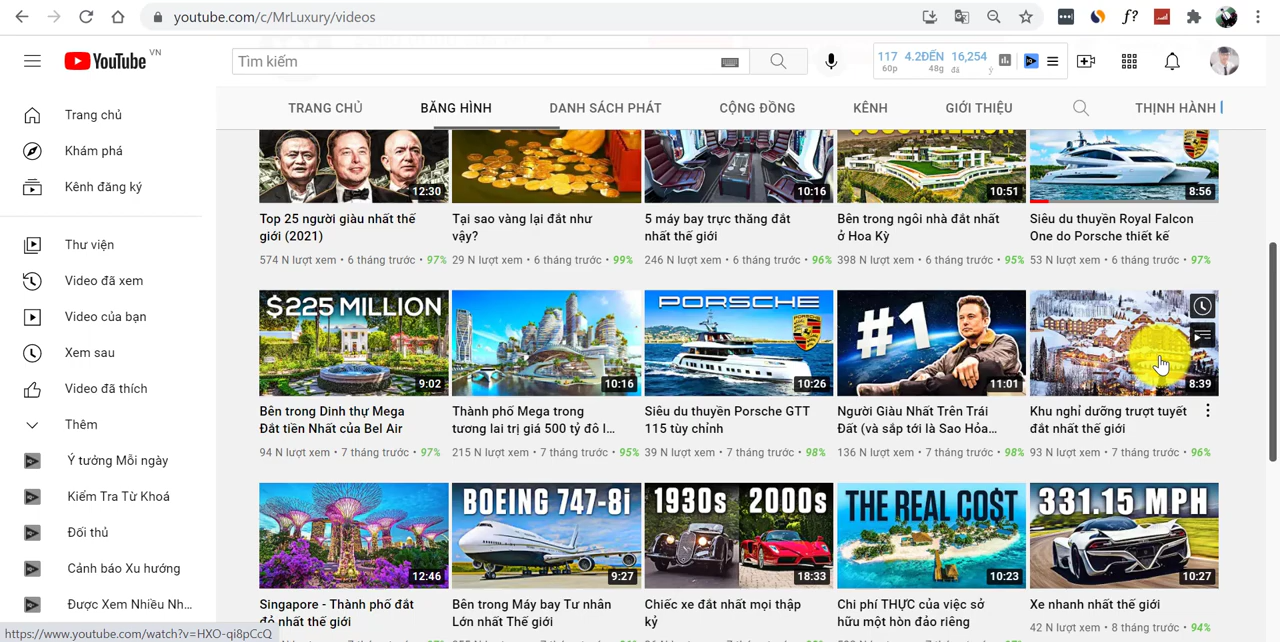 youtube.com/c/MrLuxury/videos
YouTube VN
Tìm kiếm
117 4.2ĐẾN 16,254
60p 48g đá ý
TRANG CHỦ BĂNG HÌNH DANH SÁCH PHÁT CỘNG ĐỒNG KÊNH GIỚI THIỆU THỊNH HÀNH
Trang chủ
Khám phá
Kênh đăng ký
Thư viện
Video đã xem
Video của bạn
Xem sau
Video đã thích
Thêm
Ý tưởng Mỗi ngày
Kiểm Tra Từ Khoá
Đối thủ
Cảnh báo Xu hướng
Được Xem Nhiều Nh...
12:30
Top 25 người giàu nhất thế
giới (2021)
574 N lượt xem • 6 tháng trước • 97%
Tại sao vàng lại đắt như
vậy?
29 N lượt xem • 6 tháng trước • 99%
10:16
5 máy bay trực thăng đắt
nhất thế giới
246 N lượt xem • 6 tháng trước • 96%
10:51
Bên trong ngôi nhà đắt nhất
ở Hoa Kỳ
398 N lượt xem • 6 tháng trước • 95%
8:56
Siêu du thuyền Royal Falcon
One do Porsche thiết kế
53 N lượt xem • 6 tháng trước • 97%
$225 MILLION
9:02
Bên trong Dinh thự Mega
Đắt tiền Nhất của Bel Air
94 N lượt xem • 7 tháng trước • 97%
10:16
Thành phố Mega trong
tương lai trị giá 500 tỷ đô l...
215 N lượt xem • 7 tháng trước • 95%
PORSCHE
10:26
Siêu du thuyền Porsche GTT
115 tùy chỉnh
39 N lượt xem • 7 tháng trước • 98%
#1
11:01
Người Giàu Nhất Trên Trái
Đất (và sắp tới là Sao Hỏa...
136 N lượt xem • 7 tháng trước • 98%
8:39
Khu nghỉ dưỡng trượt tuyết
đắt nhất thế giới
93 N lượt xem • 7 tháng trước • 96%
12:46
Singapore - Thành phố đắt
đỏ nhất thế giới
BOEING 747-8i
9:27
Bên trong Máy bay Tư nhân
Lớn nhất Thế giới
1930s 2000s
18:33
Chiếc xe đắt nhất mọi thập
kỷ
THE REAL CO$T
10:23
Chi phí THỰC của việc sở
hữu một hòn đảo riêng
331.15 MPH
10:27
Xe nhanh nhất thế giới
42 N lượt xem • 8 tháng trước • 94%
https://www.youtube.com/watch?v=HXO-qi8pCcQ